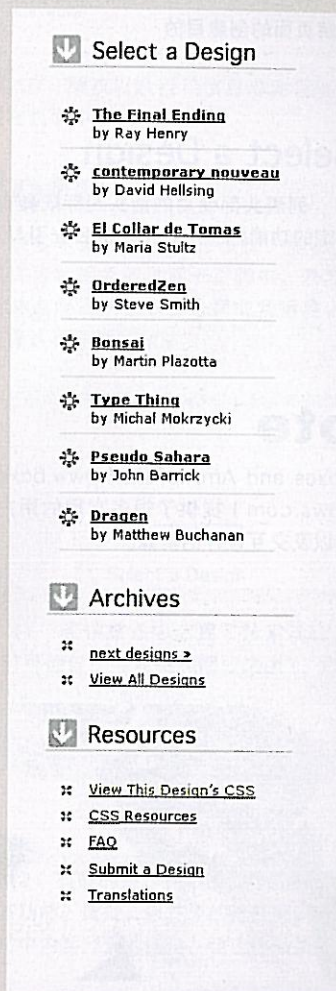 Select a Design
The Final Ending
by Ray Henry
contemporary nouveau
by David Hellsing
El Collar de Tomas
by Maria Stultz
OrderedZen
by Steve Smith
Bonsai
by Martin Plazotta
Type Thing
by Michal Mokrzycki
Pseudo Sahara
by John Barrick
Dragen
by Matthew Buchanan
Archives
next designs »
View All Designs
Resources
View This Design's CSS
CSS Resources
FAQ
Submit a Design
Translations